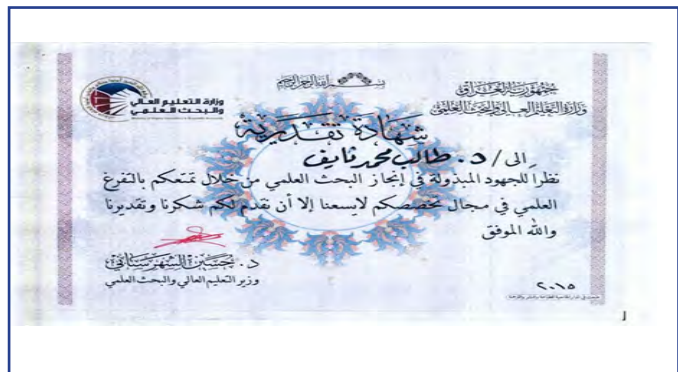 بسم الله الرحمن الرحيم
جمهورية العراق
وزارة التعليم العالي والبحث العلمي
وزارة التعليم العالي
والبحث العلمي
شهادة تقديرية
الى / د. طالب محمد
نظراً للجهود المبذولة في إنجاز البحث العلمي من خلال تمتعكم بالتفرغ
العلمي في مجال تخصصكم لايسعنا إلا أن نقدم لكم شكرنا وتقديرنا
والله الموفق
د. حسين الشهرستاني
وزير التعليم العالي والبحث العلمي
٢٠١٥